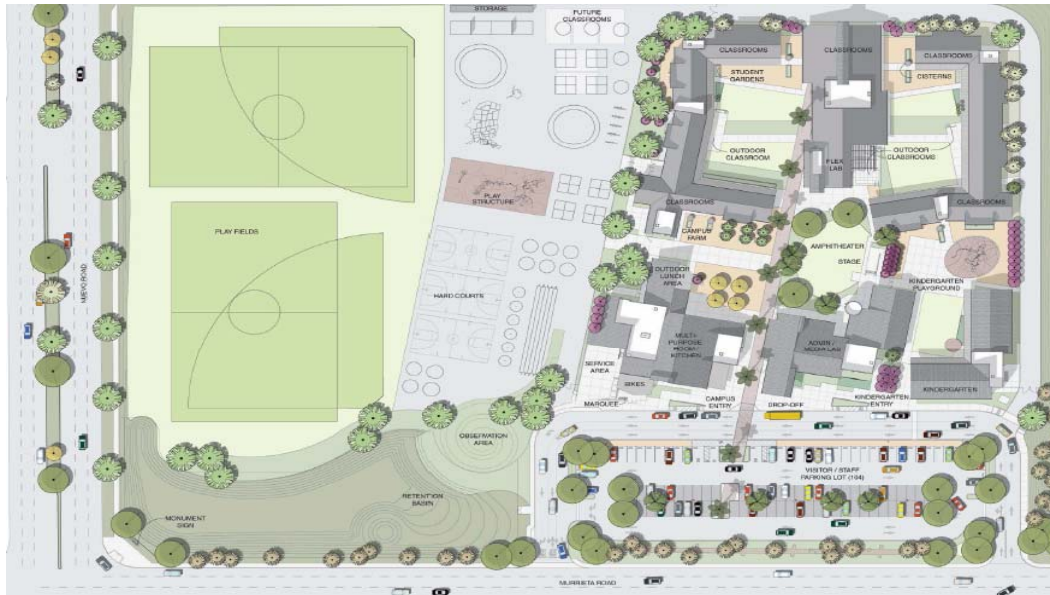 STORAGE
FUTURE
CLASSROOMS
CLASSROOMS
CLASSROOMS
CLASSROOMS
STUDENT
GARDENS
CISTERNS
OUTDOOR
CLASSROOM
FLEX
LAB
OUTDOOR
CLASSROOMS
PLAY
STRUCTURE
CLASSROOMS
CLASSROOMS
PLAY FIELDS
CAMPUS
FARM
AMPHITHEATER
STAGE
NUEVO ROAD
OUTDOOR
LUNCH
AREA
KINDERGARTEN
PLAYGROUND
HARD COURTS
MULTI-
PURPOSE
ROOM /
KITCHEN
ADMIN /
MEDIA LAB
SERVICE
AREA
BIKES
KINDERGARTEN
MARQUEE
CAMPUS
ENTRY
DROP-OFF
KINDERGARTEN
ENTRY
OBSERVATION
AREA
VISITOR / STAFF
PARKING LOT (164)
RETENTION
BASIN
MONUMENT
SIGN
MURRIETA ROAD